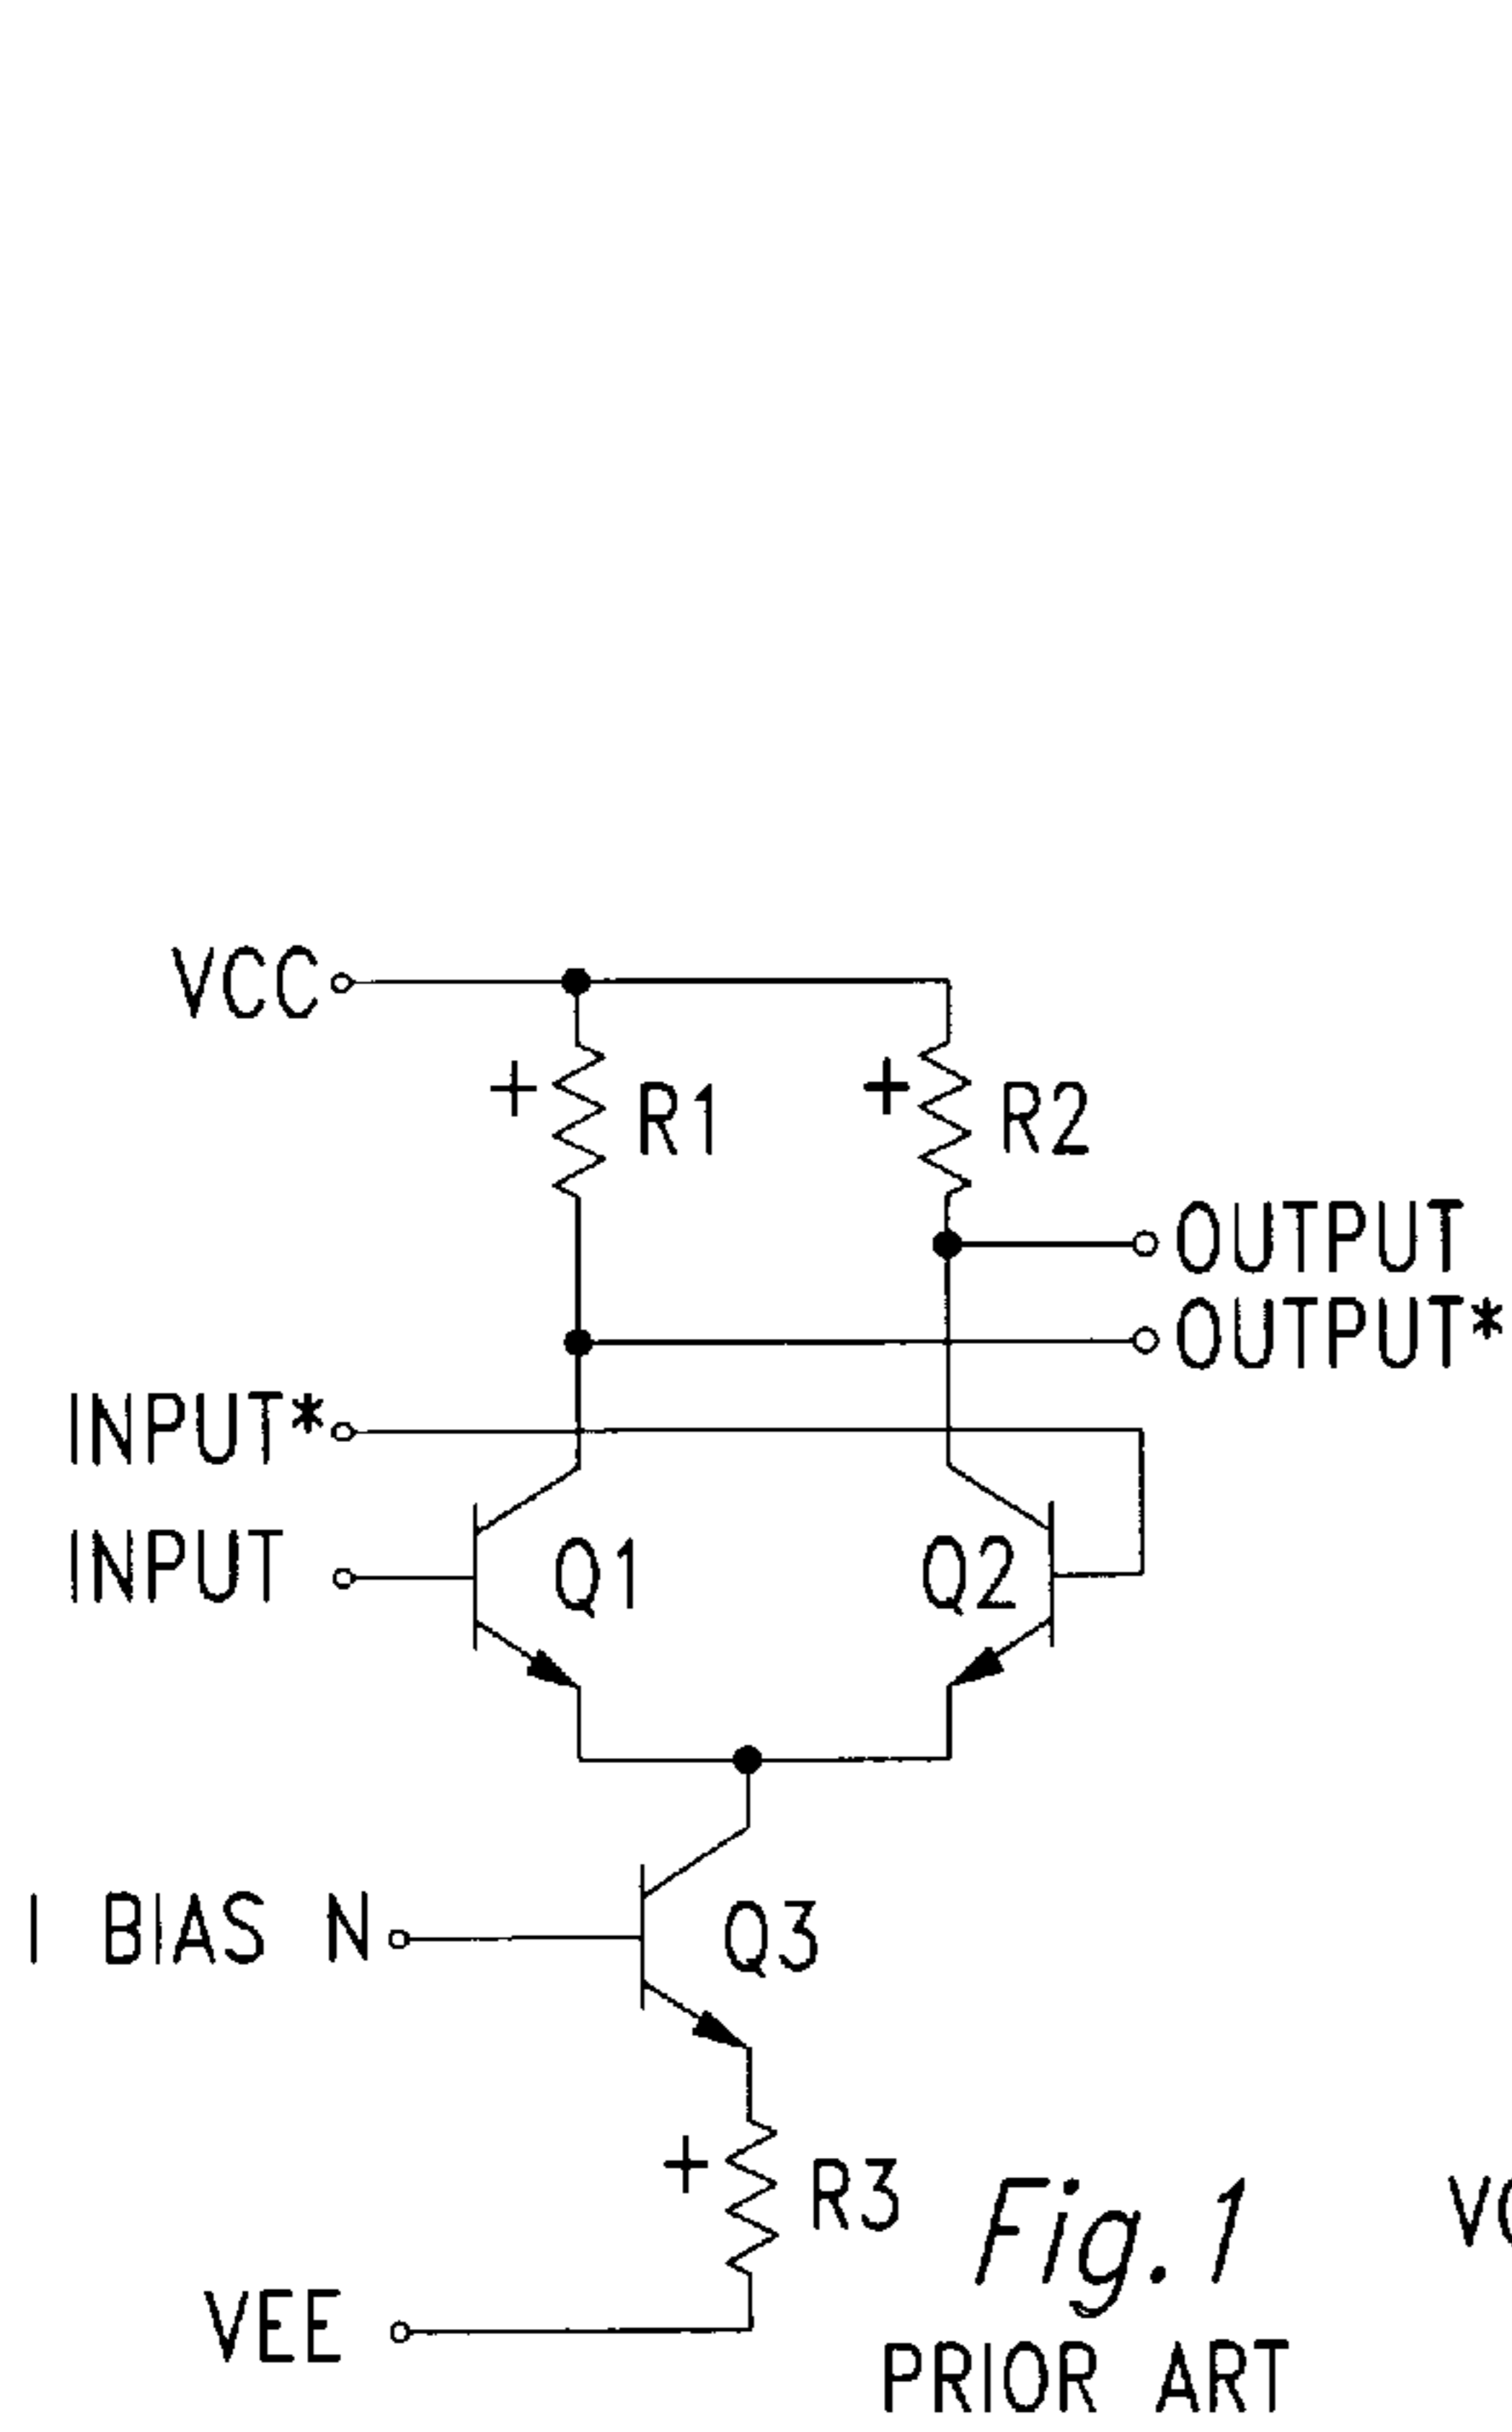 VCC
+ R1
+ R2
OUTPUT
OUTPUT*
INPUT*
INPUT
Q1
Q2
I BIAS N
Q3
+ R3
Fig. 1
VEE
PRIOR ART